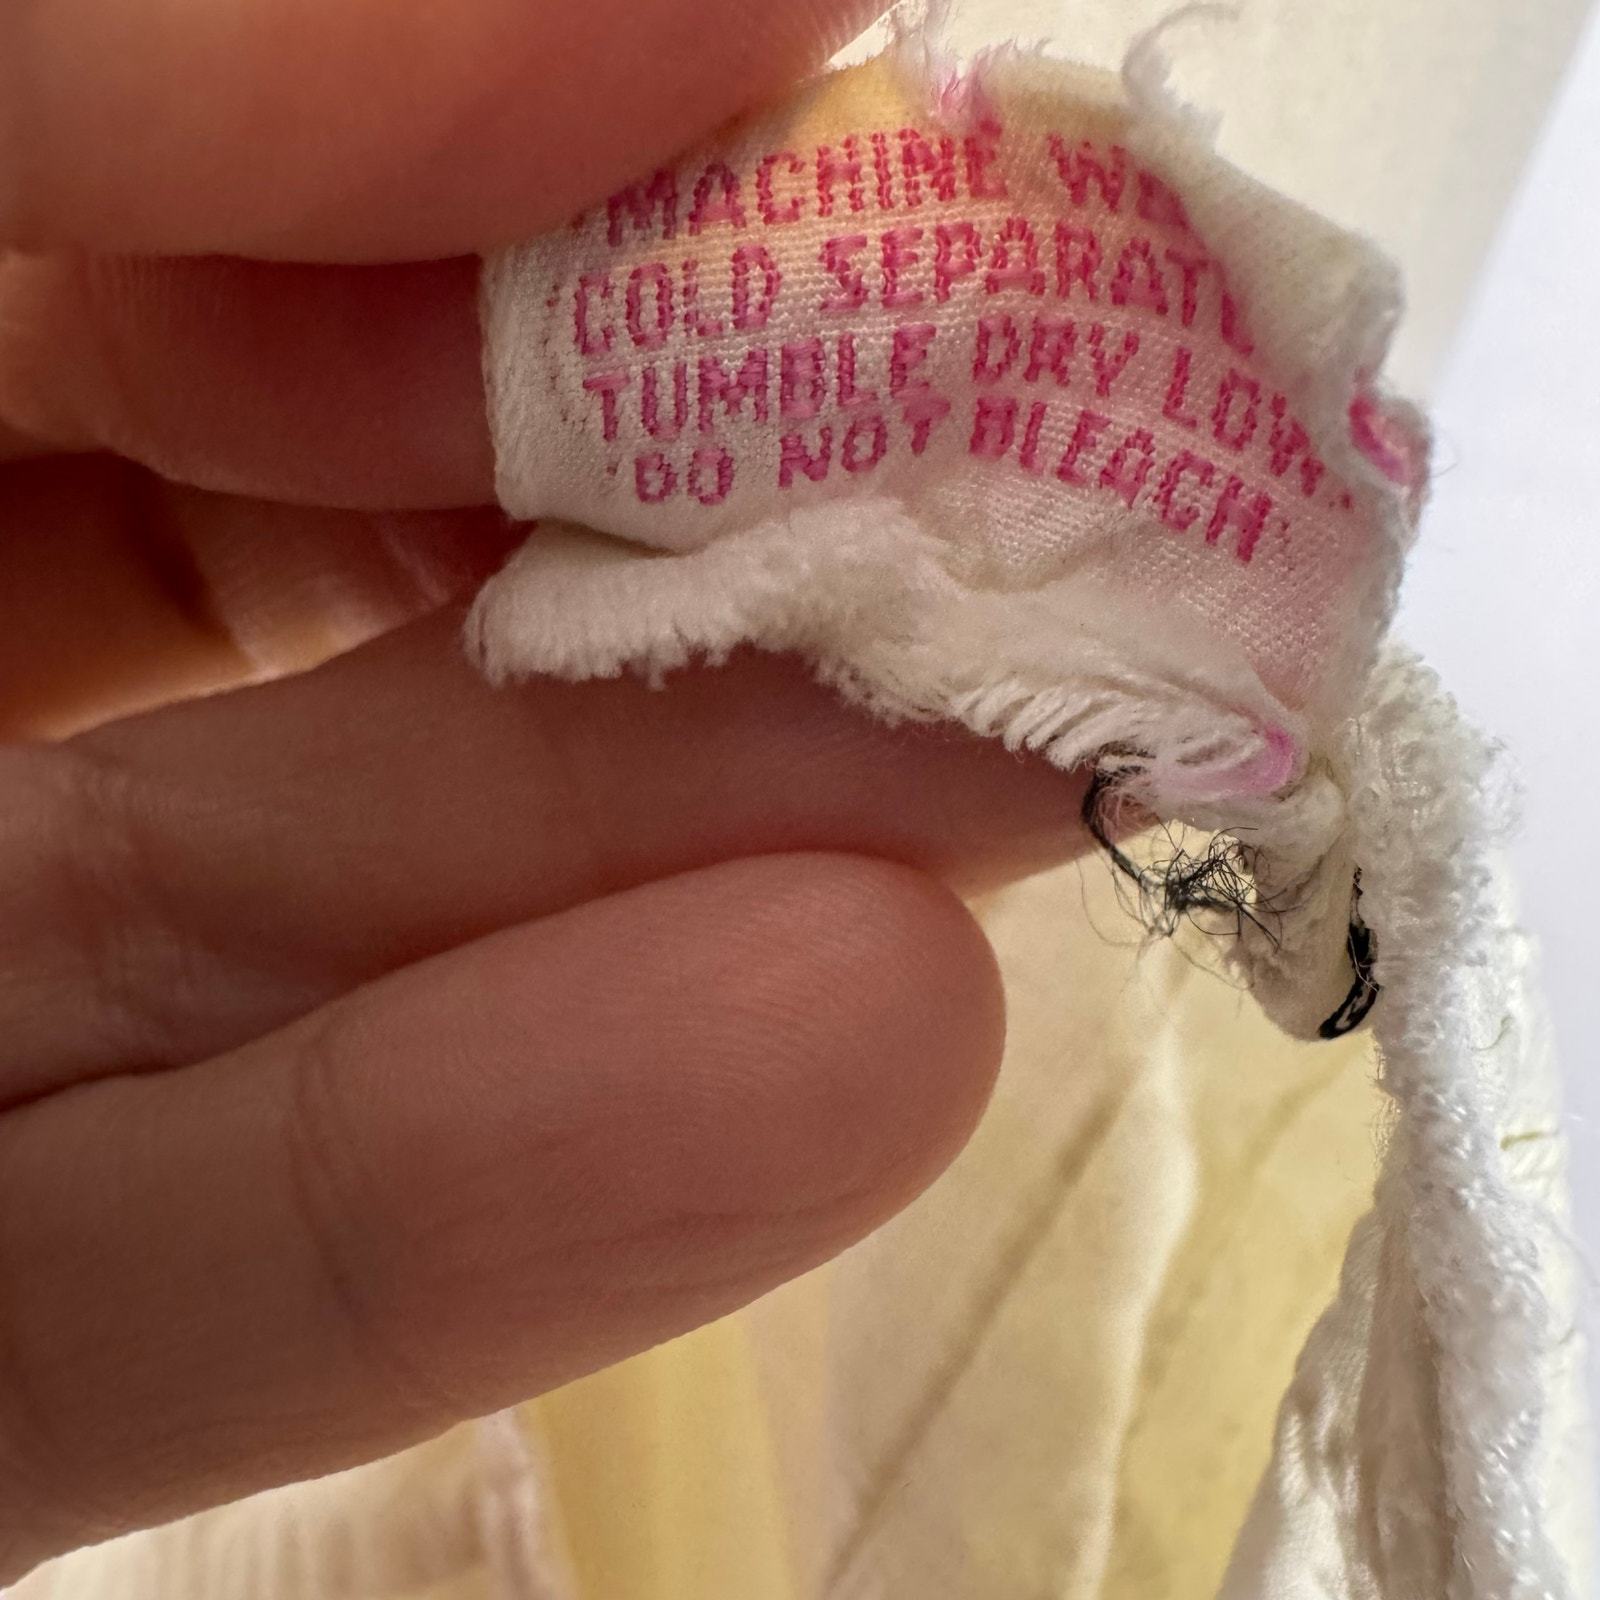 MACHINE
COLD SEPARATE
TUMBLE DRY LOW
DO NOT BLEACH